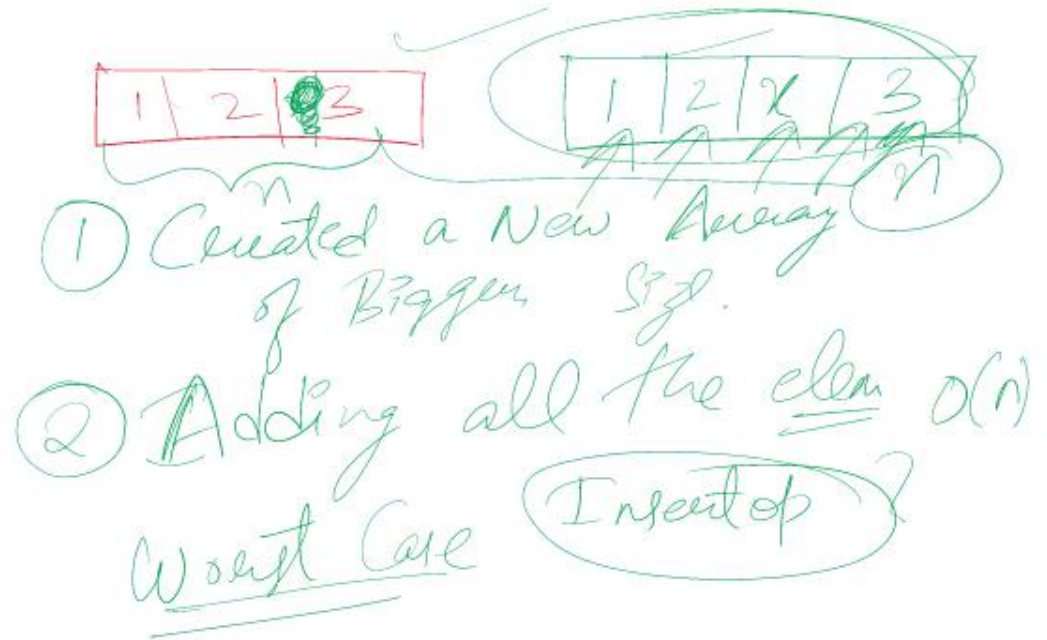 1 2 3 1 2 x 3
n n
① Created a New Array
of Bigger Size.
② Adding all the elem O(n)
Insert op ?
Worst Case